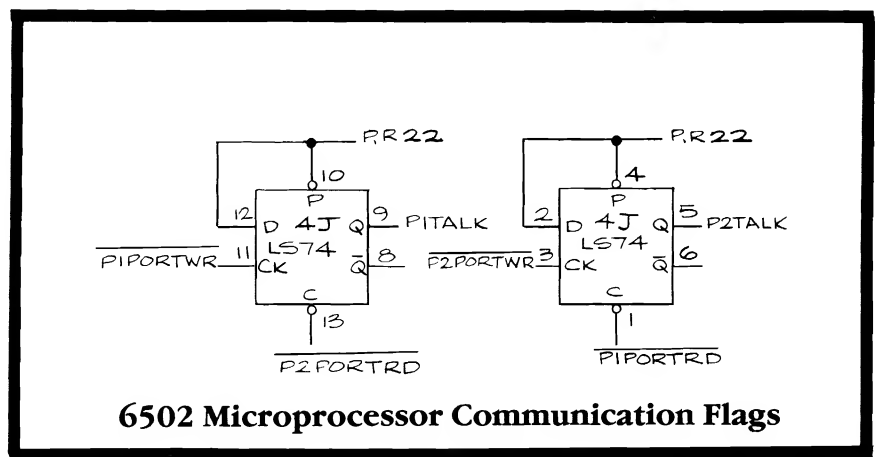 P,R22 P,R22
10 4
P P
12 D 4J Q 9 P1TALK 2 D 4J Q 5 P2TALK
LS74 LS74
P1PORTWR 11 CK Q̅ 8 P2PORTWR 3 CK Q̅ 6
C C
13 1
P2PORTRD P1PORTRD
6502 Microprocessor Communication Flags